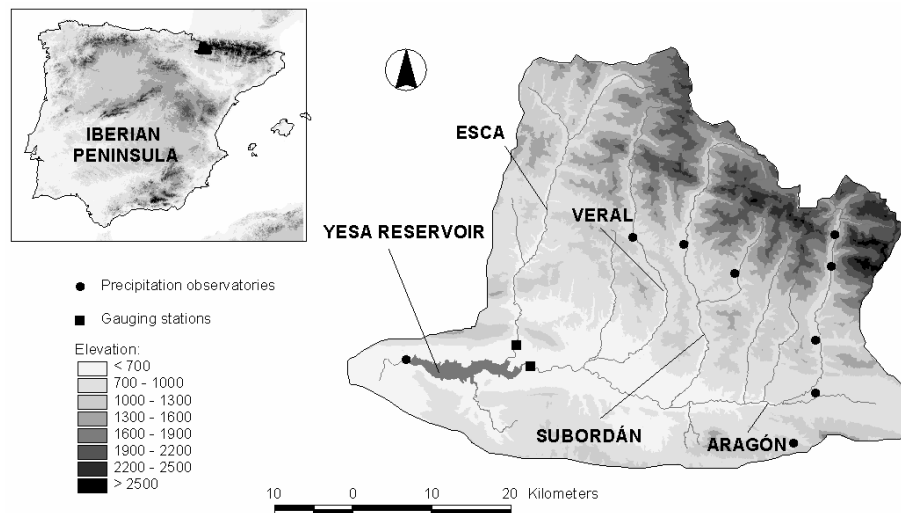 IBERIAN
PENINSULA
ESCA
VERAL
YESA RESERVOIR
Precipitation observatories
Gauging stations
Elevation:
< 700
700 - 1000
1000 - 1300
1300 - 1600
1600 - 1900
1900 - 2200
2200 - 2500
> 2500
SUBORDÁN
ARAGÓN
10 0 10 20 Kilometers